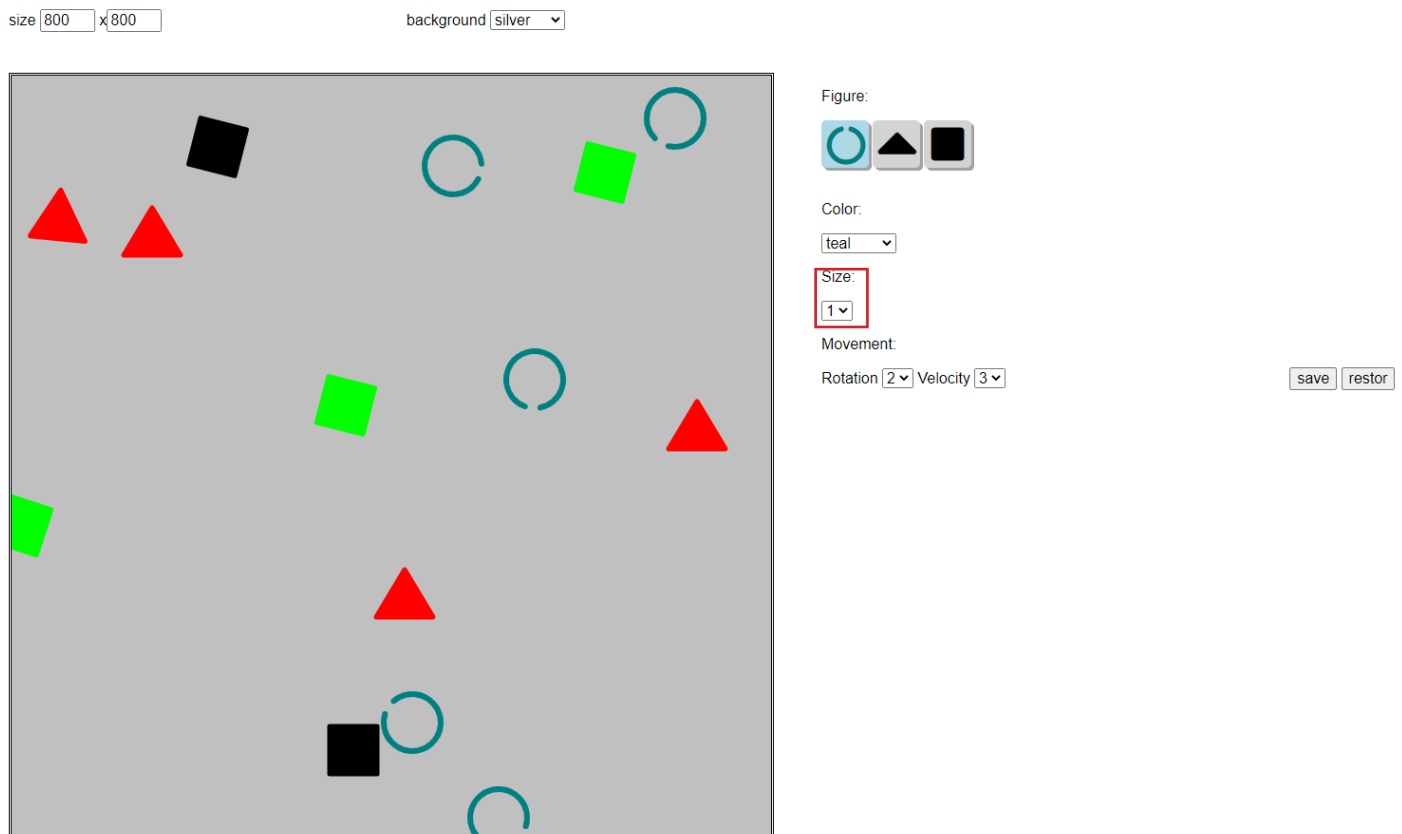 size 800 x 800 background silver
Figure:
Color:
teal
Size:
1
Movement:
Rotation 2 Velocity 3 save restor